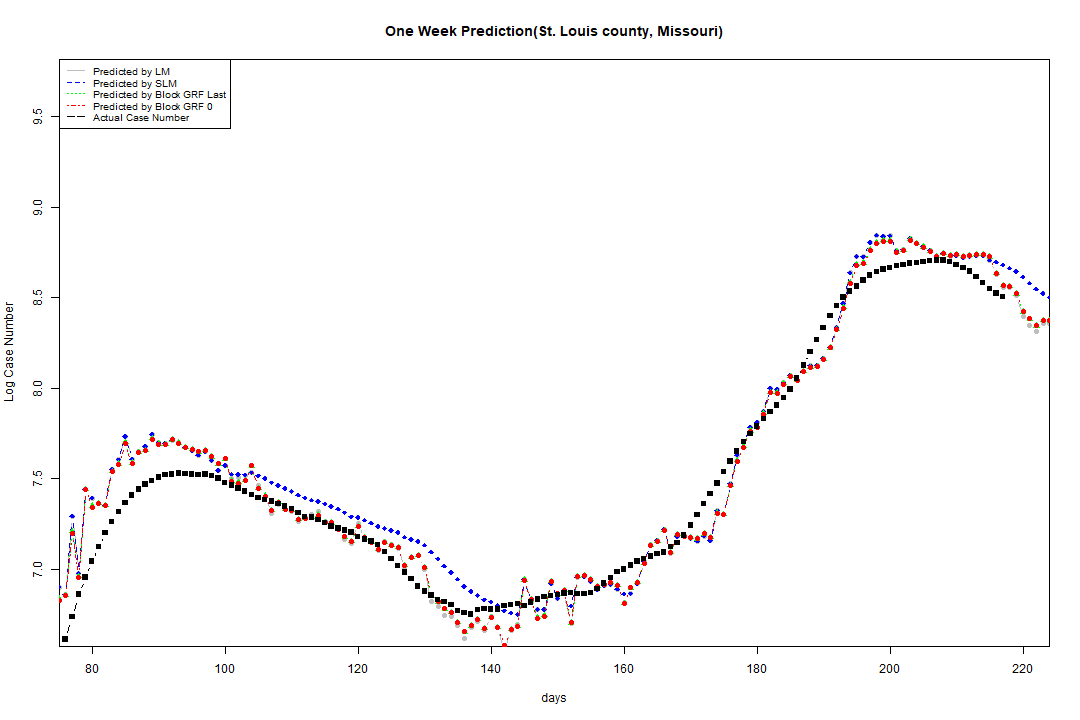 One Week Prediction(St. Louis county, Missouri)
Predicted by LM
Predicted by SLM
Predicted by Block GRF Last
Predicted by Block GRF 0
Actual Case Number
9.5
9.0
8.5
8.0
7.5
7.0
Log Case Number
80 100 120 140 160 180 200 220
days